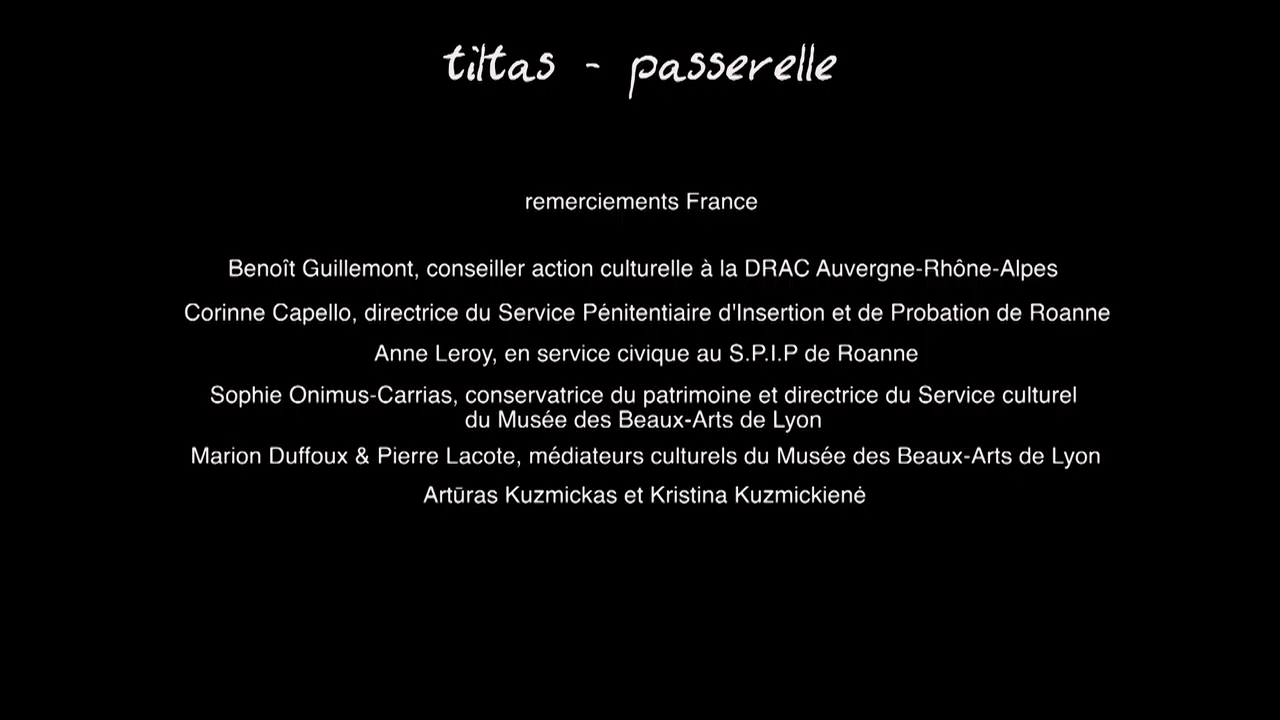 tiltas - passerelle
remerciements France
Benoît Guillemont, conseiller action culturelle à la DRAC Auvergne-Rhône-Alpes
Corinne Capello, directrice du Service Pénitentiaire d'Insertion et de Probation de Roanne
Anne Leroy, en service civique au S.P.I.P de Roanne
Sophie Onimus-Carrias, conservatrice du patrimoine et directrice du Service culturel
du Musée des Beaux-Arts de Lyon
Marion Duffoux & Pierre Lacote, médiateurs culturels du Musée des Beaux-Arts de Lyon
Artūras Kuzmickas et Kristina Kuzmickienė